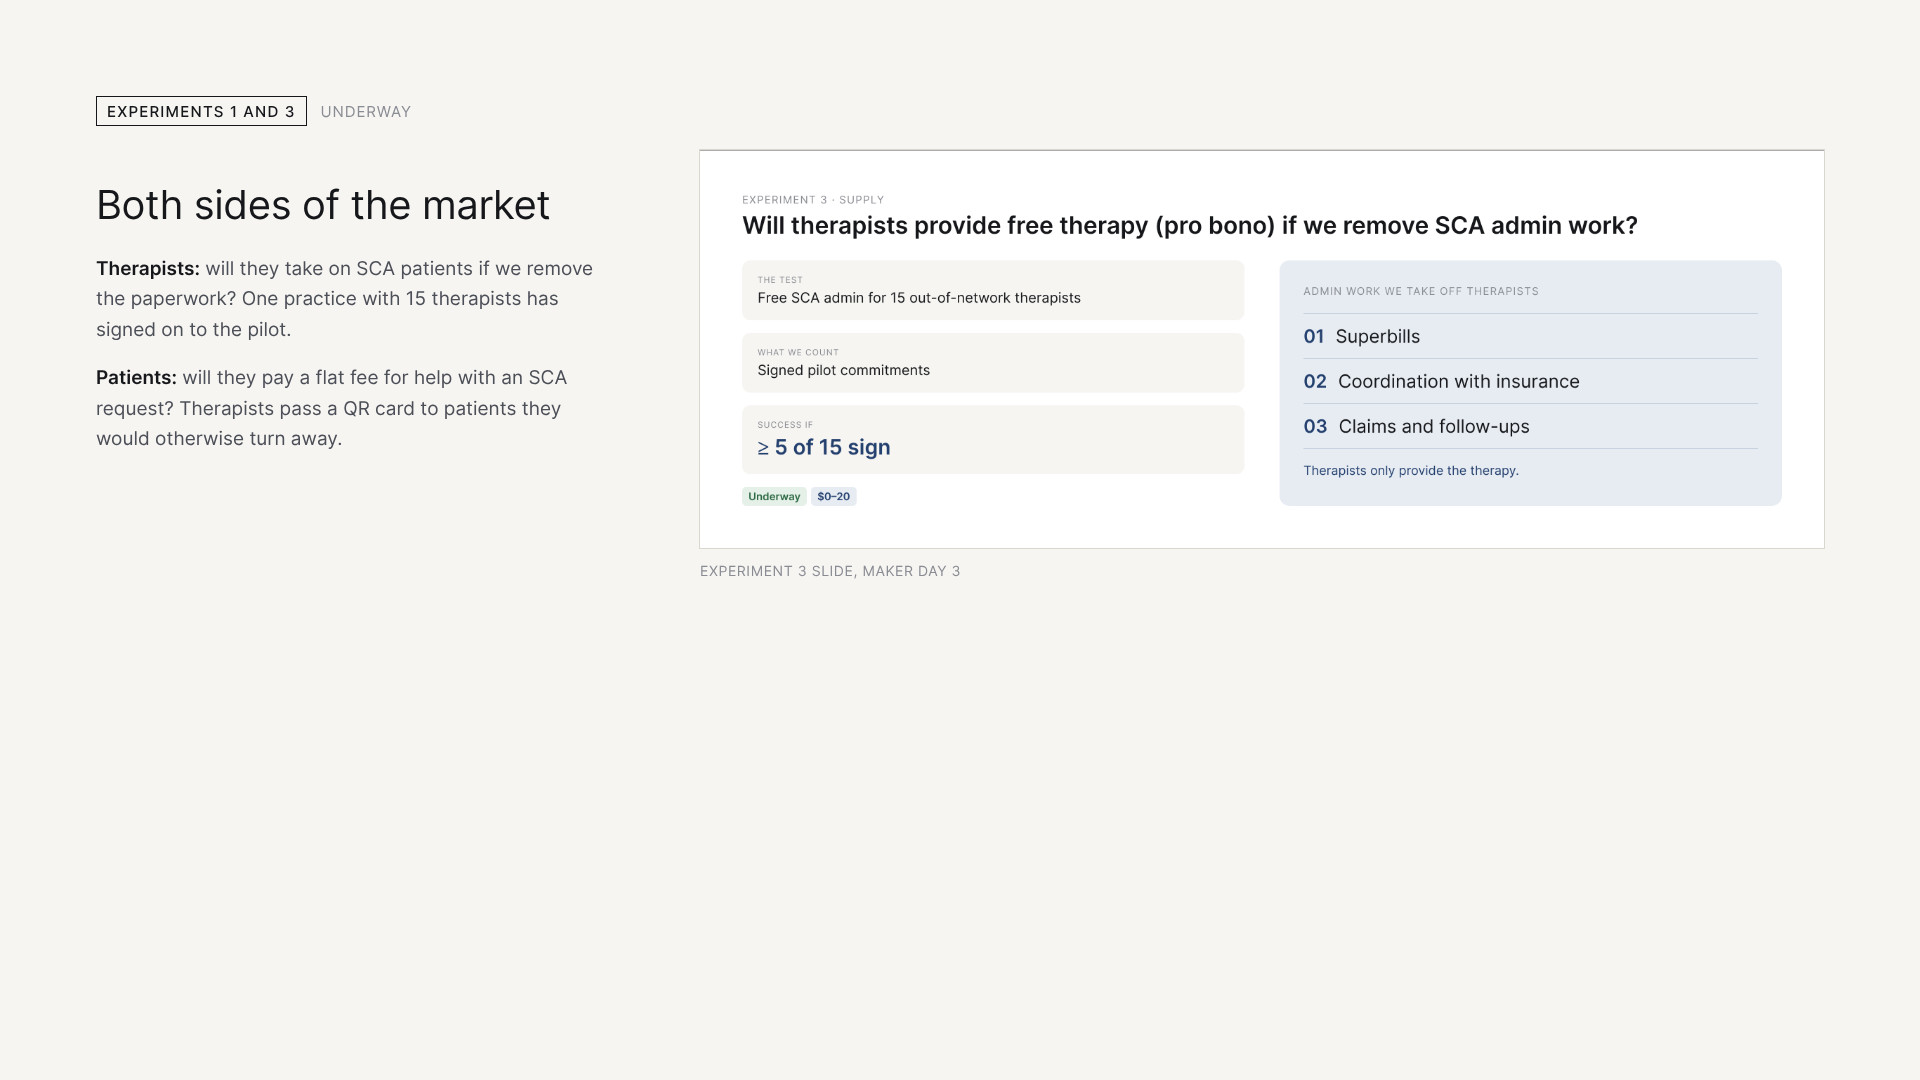 EXPERIMENTS 1 AND 3 UNDERWAY
Both sides of the market
Therapists: will they take on SCA patients if we remove
the paperwork? One practice with 15 therapists has
signed on to the pilot.
Patients: will they pay a flat fee for help with an SCA
request? Therapists pass a QR card to patients they
would otherwise turn away.
EXPERIMENT 3 · SUPPLY
Will therapists provide free therapy (pro bono) if we remove SCA admin work?
THE TEST
Free SCA admin for 15 out-of-network therapists
WHAT WE COUNT
Signed pilot commitments
SUCCESS IF
≥ 5 of 15 sign
Underway $0–20
ADMIN WORK WE TAKE OFF THERAPISTS
01 Superbills
02 Coordination with insurance
03 Claims and follow-ups
Therapists only provide the therapy.
EXPERIMENT 3 SLIDE, MAKER DAY 3